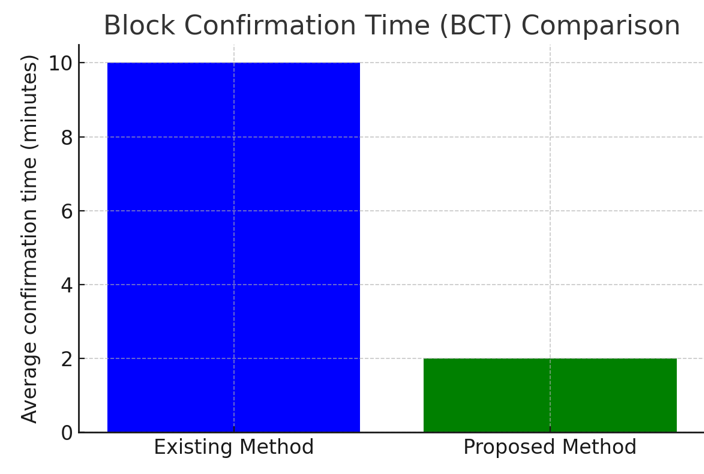 Block Confirmation Time (BCT) Comparison
Average confirmation time (minutes)
10
8
6
4
2
0
Existing Method
Proposed Method